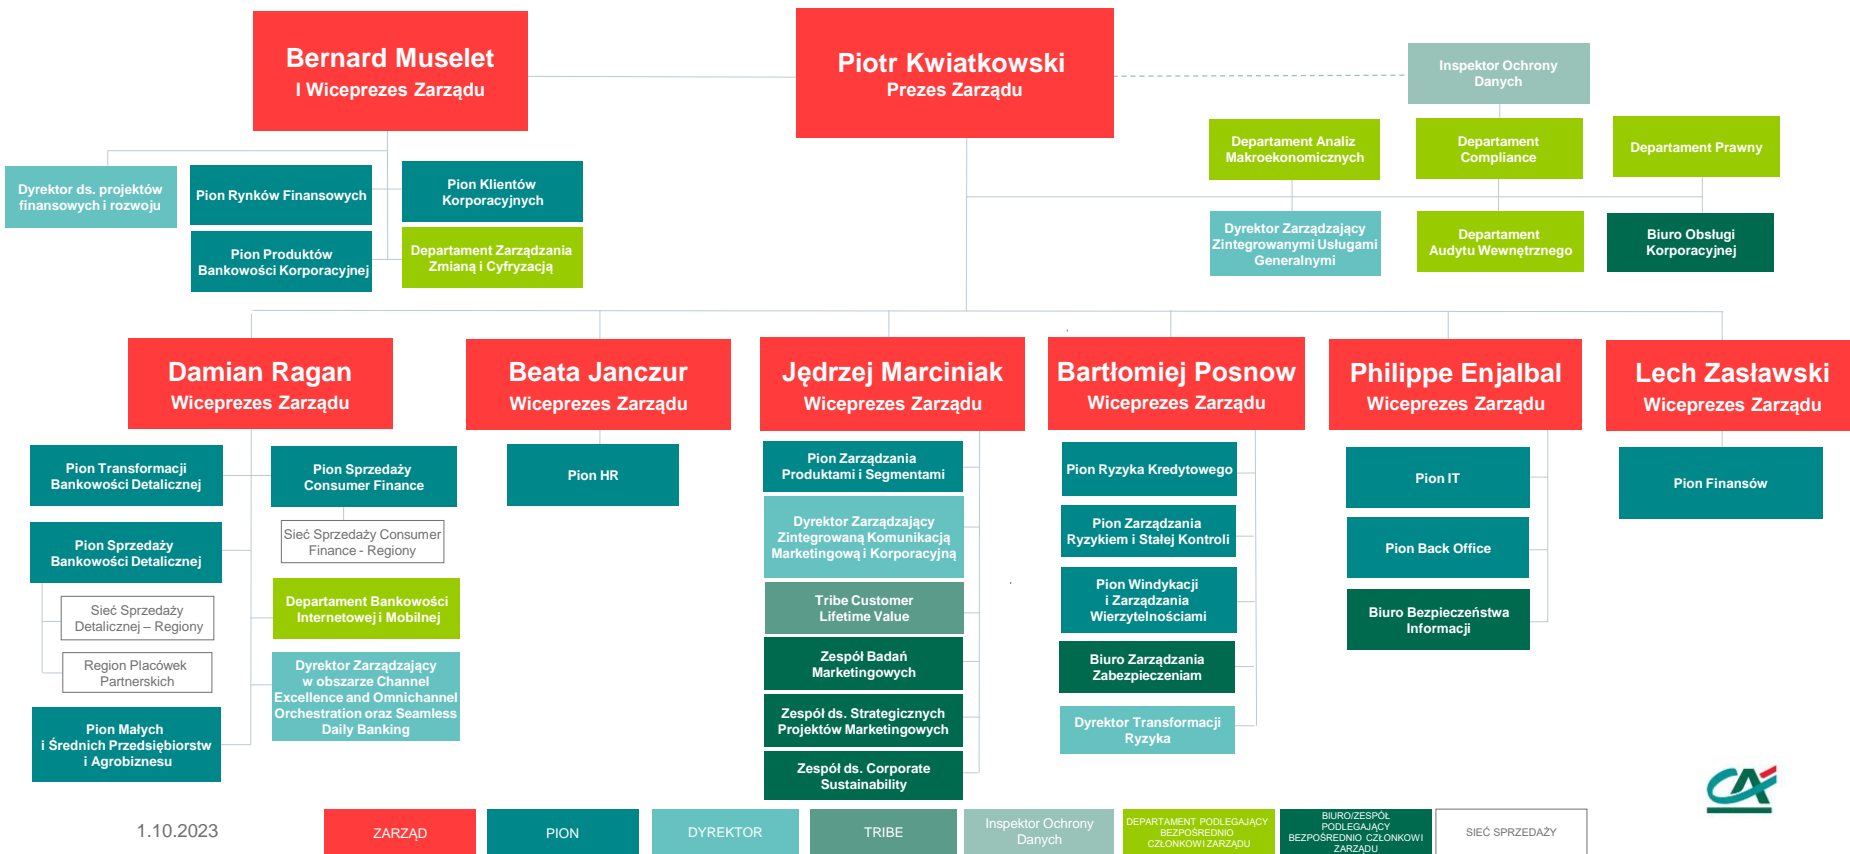 Bernard Muselet
I Wiceprezes Zarządu
Piotr Kwiatkowski
Prezes Zarządu
Inspektor Ochrony
Danych
Departament Analiz
Makroekonomicznych
Departament
Compliance
Departament Prawny
Dyrektor ds. projektów
finansowych i rozwoju
Pion Rynków Finansowych
Pion Klientów
Korporacyjnych
Pion Produktów
Bankowości Korporacyjnej
Departament Zarządzania
Zmianą i Cyfryzacją
Dyrektor Zarządzający
Zintegrowanymi Usługami
Generalnymi
Departament
Audytu Wewnętrznego
Biuro Obsługi
Korporacyjnej
Damian Ragan
Wiceprezes Zarządu
Beata Janczur
Wiceprezes Zarządu
Jędrzej Marciniak
Wiceprezes Zarządu
Bartłomiej Posnow
Wiceprezes Zarządu
Philippe Enjalbal
Wiceprezes Zarządu
Lech Zasławski
Wiceprezes Zarządu
Pion Transformacji
Bankowości Detalicznej
Pion Sprzedaży
Consumer Finance
Sieć Sprzedaży Consumer
Finance - Regiony
Pion Sprzedaży
Bankowości Detalicznej
Sieć Sprzedaży
Detalicznej – Regiony
Region Placówek
Partnerskich
Departament Bankowości
Internetowej i Mobilnej
Dyrektor Zarządzający
w obszarze Channel
Excellence and Omnichannel
Orchestration oraz Seamless
Daily Banking
Pion Małych
i Średnich Przedsiębiorstw
i Agrobiznesu
Pion HR
Pion Zarządzania
Produktami i Segmentami
Dyrektor Zarządzający
Zintegrowaną Komunikacją
Marketingową i Korporacyjną
Tribe Customer
Lifetime Value
Zespół Badań
Marketingowych
Zespół ds. Strategicznych
Projektów Marketingowych
Zespół ds. Corporate
Sustainability
Pion Ryzyka Kredytowego
Pion Zarządzania
Ryzykiem i Stałej Kontroli
Pion Windykacji
i Zarządzania
Wierzytelnościami
Biuro Zarządzania
Zabezpieczeniam
Dyrektor Transformacji
Ryzyka
Pion IT
Pion Back Office
Biuro Bezpieczeństwa
Informacji
Pion Finansów
CA
1.10.2023
ZARZĄD
PION
DYREKTOR
TRIBE
Inspektor Ochrony
Danych
DEPARTAMENT PODLEGAJĄCY
BEZPOŚREDNIO
CZŁONKOWI ZARZĄDU
BIURO/ZESPÓŁ
PODLEGAJĄCY
BEZPOŚREDNIO CZŁONKOWI
ZARZĄDU
SIEĆ SPRZEDAŻY